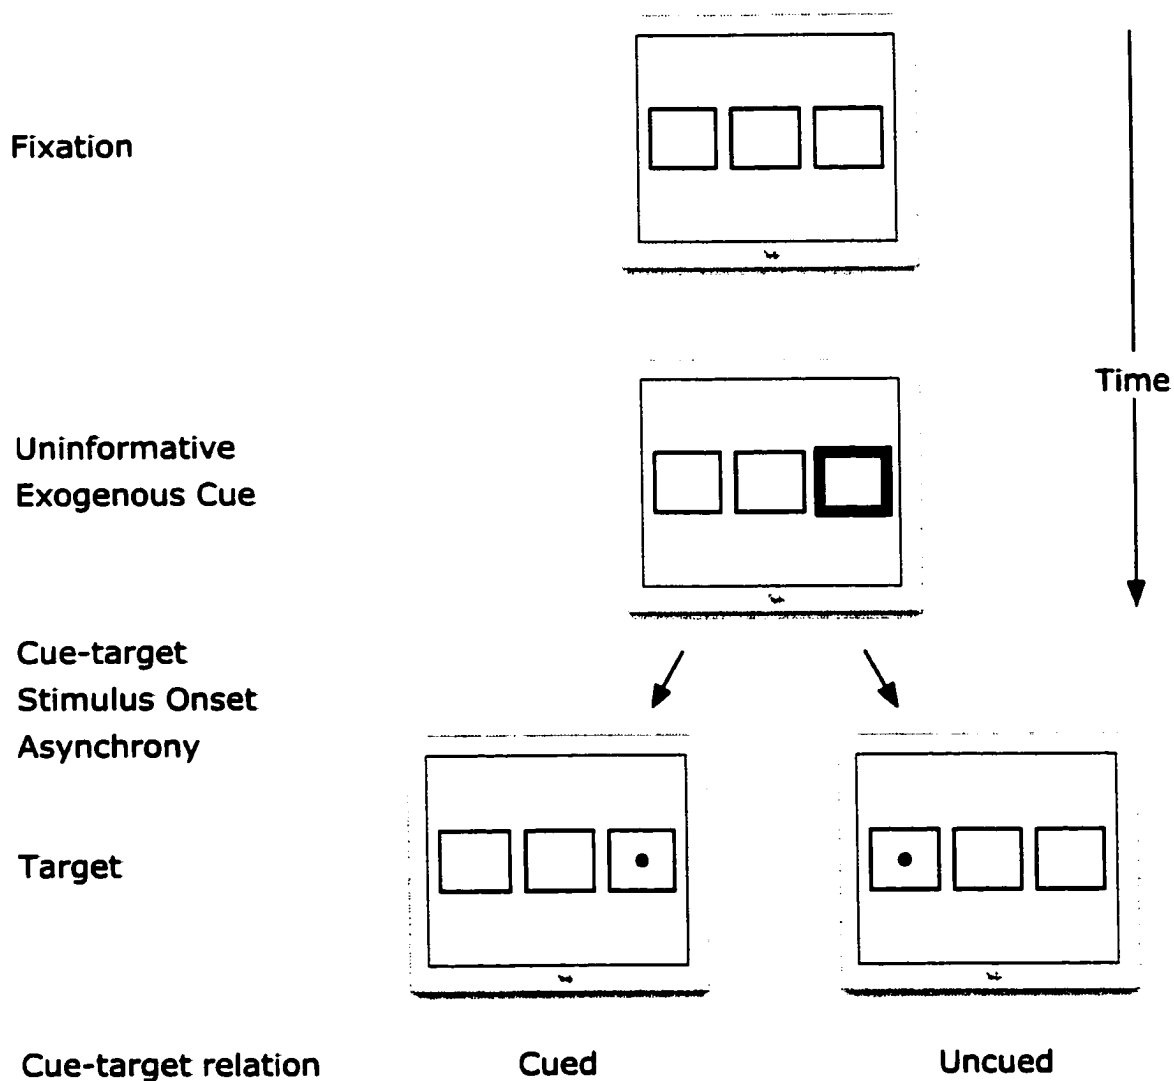 Fixation
Time
Uninformative
Exogenous Cue
Cue-target
Stimulus Onset
Asynchrony
Target
Cue-target relation Cued Uncued